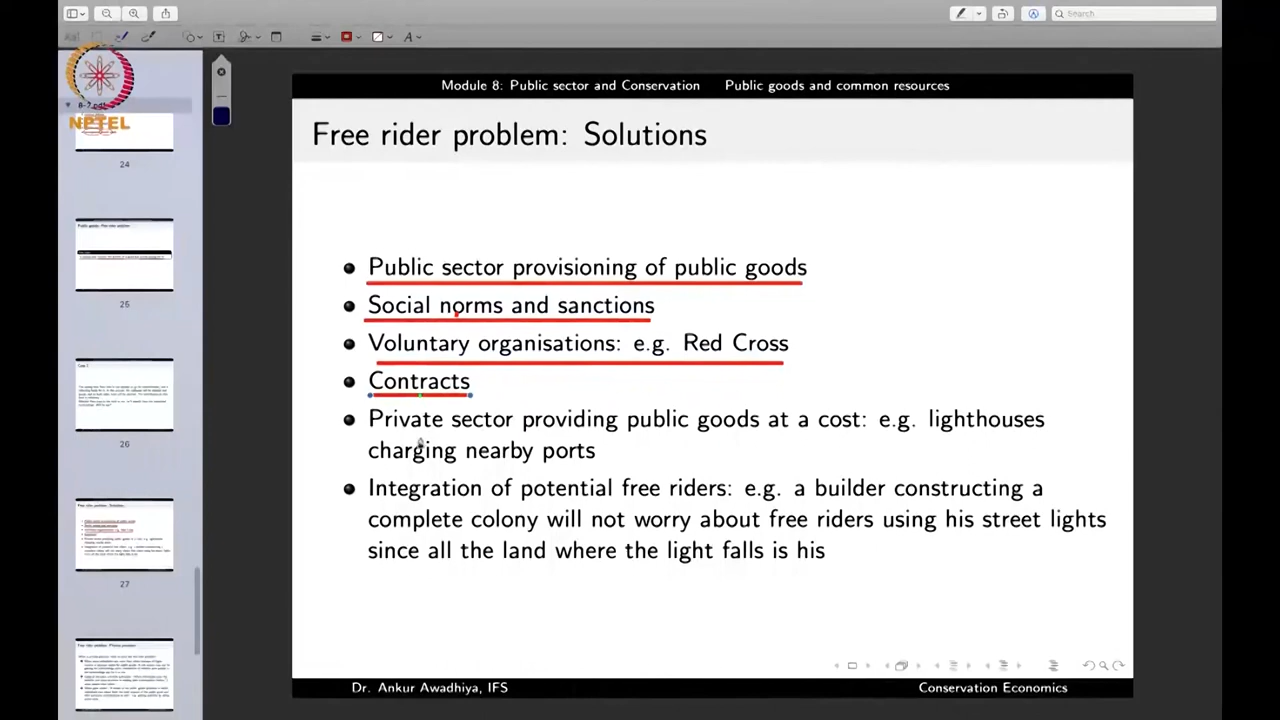 Search
8-2.pdf
NPTEL
24
25
26
27
Module 8: Public sector and Conservation Public goods and common resources
Free rider problem: Solutions
Public sector provisioning of public goods
Social norms and sanctions
Voluntary organisations: e.g. Red Cross
Contracts
Private sector providing public goods at a cost: e.g. lighthouses
charging nearby ports
Integration of potential free riders: e.g. a builder constructing a
complete colony will not worry about free riders using his street lights
since all the land where the light falls is his
Dr. Ankur Awadhiya, IFS Conservation Economics